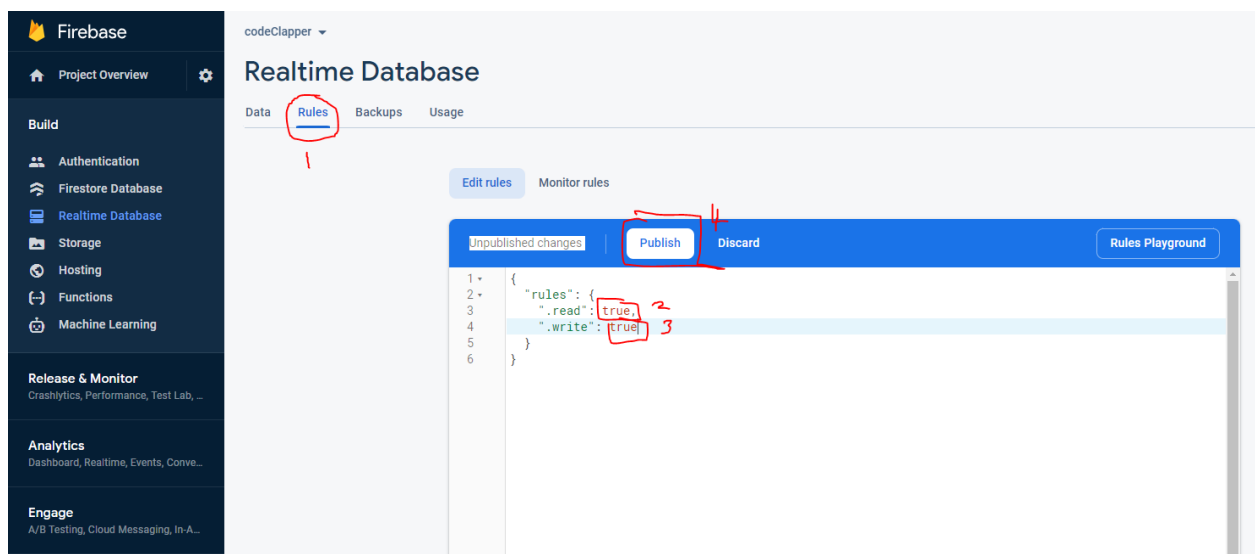 Firebase
Project Overview
Build
Authentication
Firestore Database
Realtime Database
Storage
Hosting
Functions
Machine Learning
Release & Monitor
Crashlytics, Performance, Test Lab, ...
Analytics
Dashboard, Realtime, Events, Conve...
Engage
A/B Testing, Cloud Messaging, In-A...
codeClapper
Realtime Database
Data Rules Backups Usage
1
Edit rules Monitor rules
4
Unpublished changes Publish Discard Rules Playground
1 {
2 "rules": {
3 ".read": true, 2
4 ".write": true 3
5 }
6 }